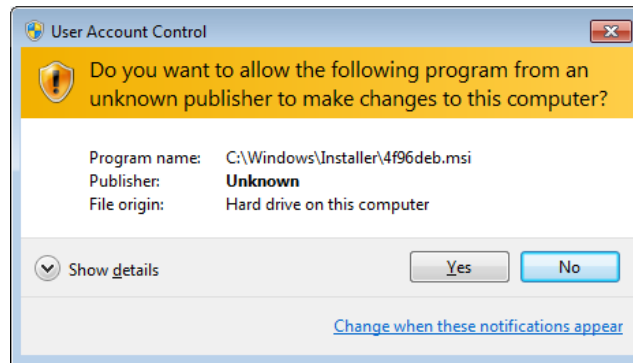 User Account Control
Do you want to allow the following program from an
unknown publisher to make changes to this computer?
Program name: C:\Windows\Installer\4f96deb.msi
Publisher: Unknown
File origin: Hard drive on this computer
Show details Yes No
Change when these notifications appear